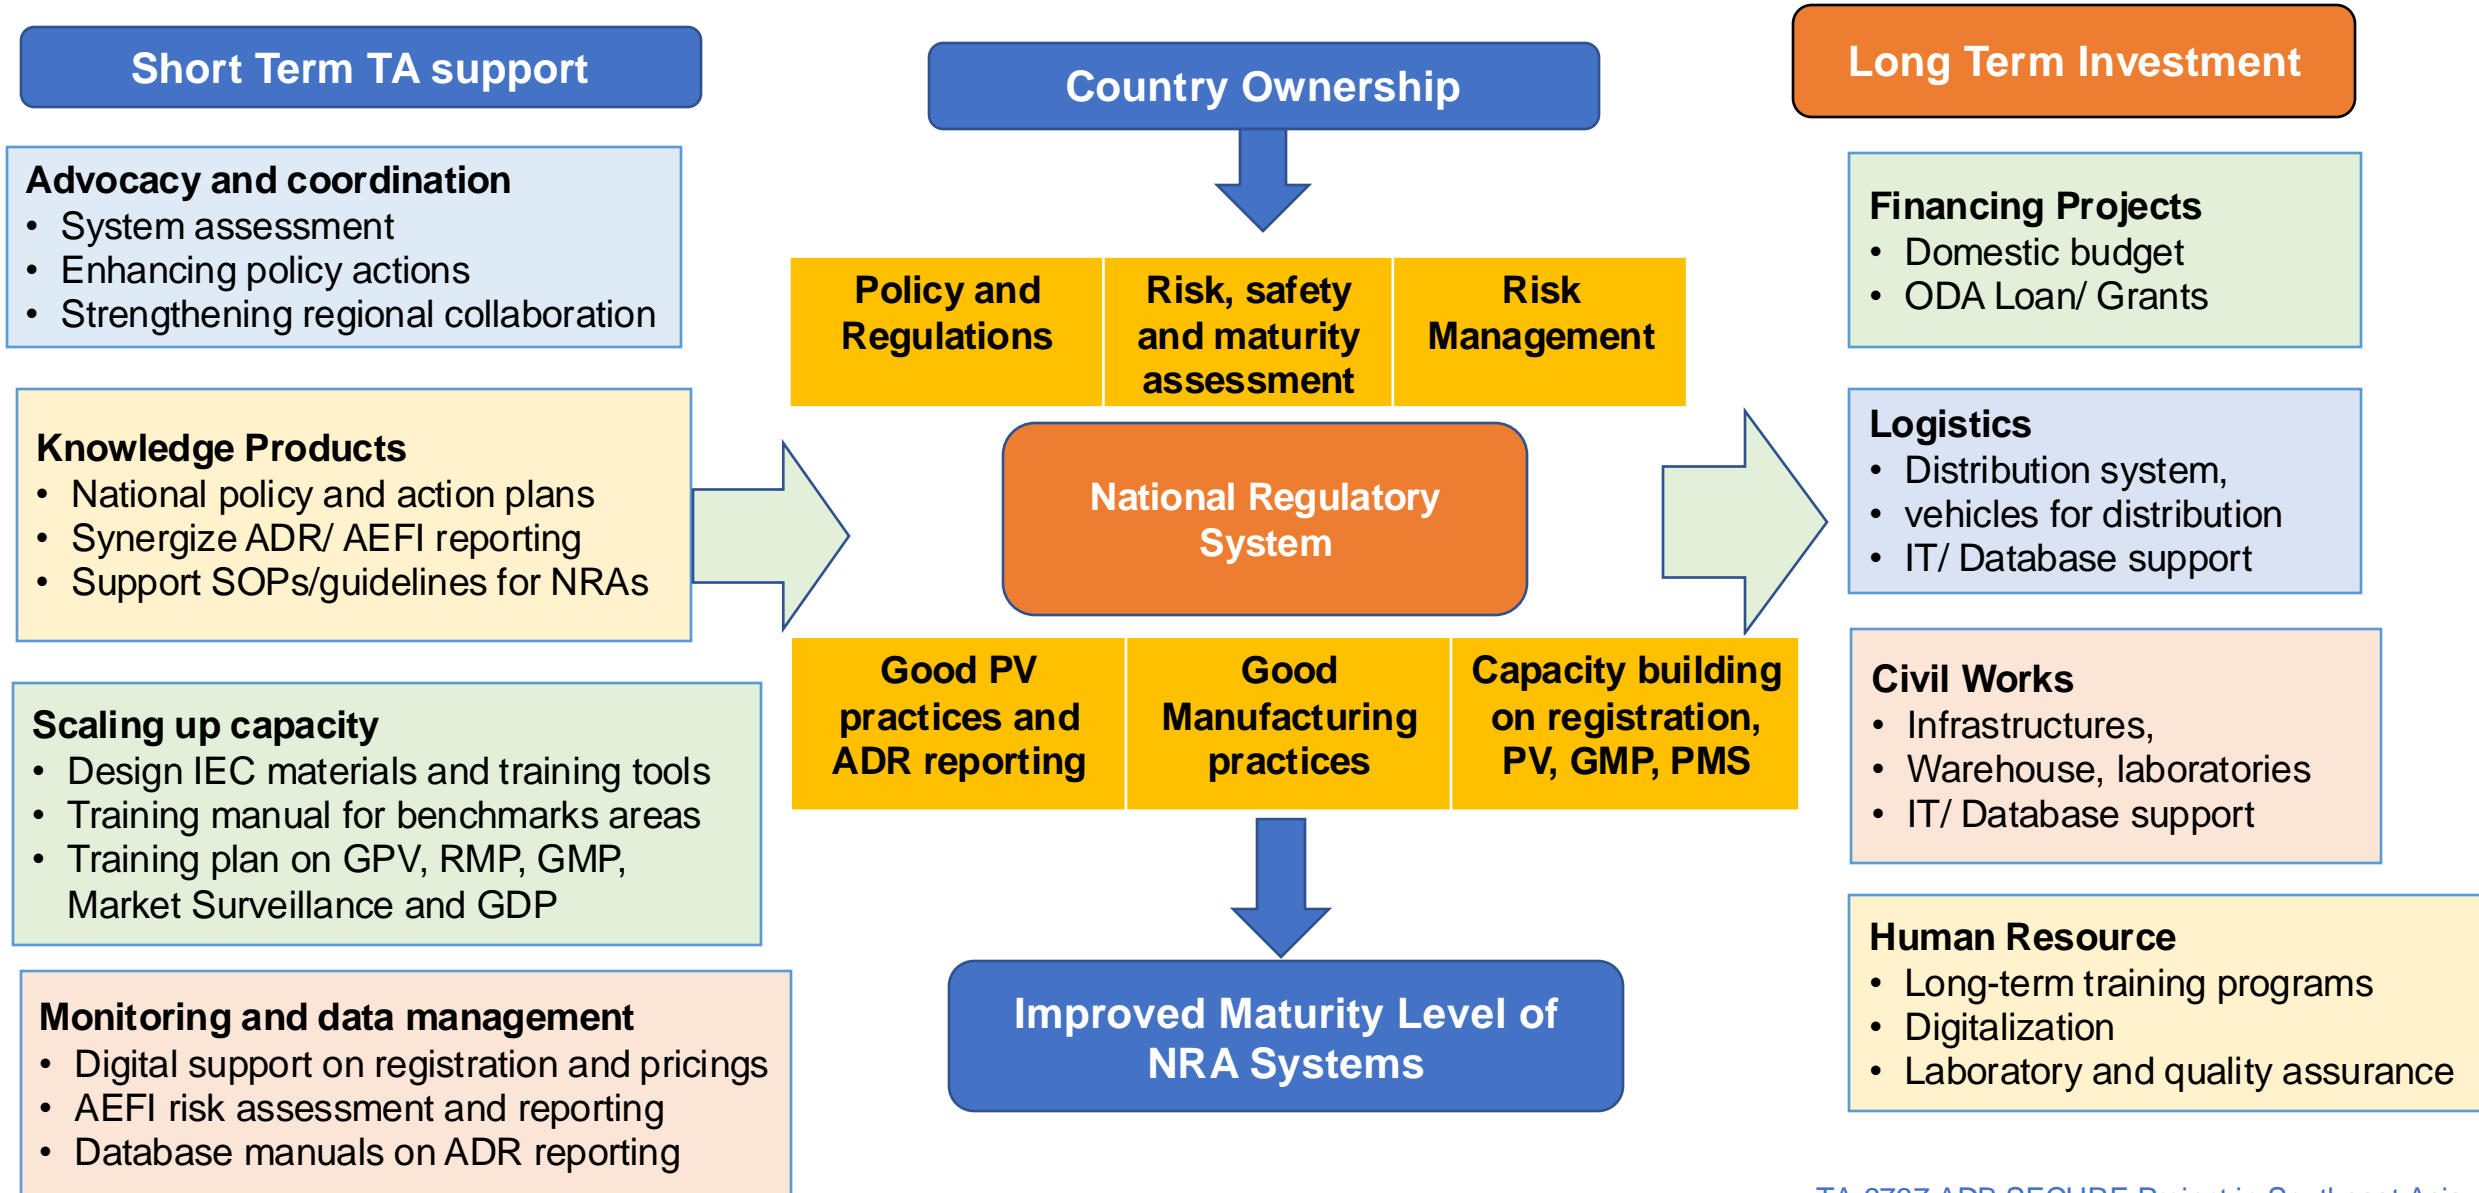 Short Term TA support
Advocacy and coordination
• System assessment
• Enhancing policy actions
• Strengthening regional collaboration
Knowledge Products
• National policy and action plans
• Synergize ADR/ AEFI reporting
• Support SOPs/guidelines for NRAs
Scaling up capacity
• Design IEC materials and training tools
• Training manual for benchmarks areas
• Training plan on GPV, RMP, GMP,
Market Surveillance and GDP
Monitoring and data management
• Digital support on registration and pricings
• AEFI risk assessment and reporting
• Database manuals on ADR reporting
Country Ownership
Policy and
Regulations
Risk, safety
and maturity
assessment
Risk
Management
National Regulatory
System
Good PV
practices and
ADR reporting
Good
Manufacturing
practices
Capacity building
on registration,
PV, GMP, PMS
Improved Maturity Level of
NRA Systems
Long Term Investment
Financing Projects
• Domestic budget
• ODA Loan/ Grants
Logistics
• Distribution system,
• vehicles for distribution
• IT/ Database support
Civil Works
• Infrastructures,
• Warehouse, laboratories
• IT/ Database support
Human Resource
• Long-term training programs
• Digitalization
• Laboratory and quality assurance